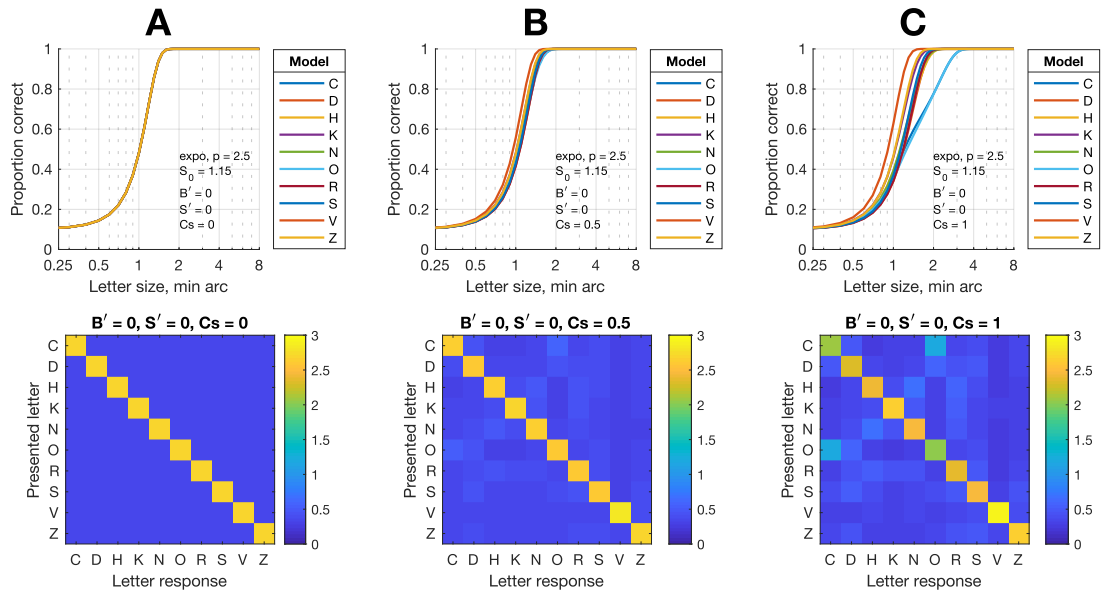 A
B
C
1
0.8
0.6
0.4
0.2
0
0.25
0.5
1
2
4
8
Proportion correct
Letter size, min arc
expo, p = 2.5
S0 = 1.15
B′ = 0
S′ = 0
Cs = 0
Model
C
D
H
K
N
O
R
S
V
Z
1
0.8
0.6
0.4
0.2
0
0.25
0.5
1
2
4
8
Proportion correct
Letter size, min arc
expo, p = 2.5
S0 = 1.15
B′ = 0
S′ = 0
Cs = 0.5
Model
C
D
H
K
N
O
R
S
V
Z
1
0.8
0.6
0.4
0.2
0
0.25
0.5
1
2
4
8
Proportion correct
Letter size, min arc
expo, p = 2.5
S0 = 1.15
B′ = 0
S′ = 0
Cs = 1
Model
C
D
H
K
N
O
R
S
V
Z
B′ = 0, S′ = 0, Cs = 0
Presented letter
C
D
H
K
N
O
R
S
V
Z
C D H K N O R S V Z
Letter response
3
2.5
2
1.5
1
0.5
0
B′ = 0, S′ = 0, Cs = 0.5
Presented letter
C
D
H
K
N
O
R
S
V
Z
C D H K N O R S V Z
Letter response
3
2.5
2
1.5
1
0.5
0
B′ = 0, S′ = 0, Cs = 1
Presented letter
C
D
H
K
N
O
R
S
V
Z
C D H K N O R S V Z
Letter response
3
2.5
2
1.5
1
0.5
0